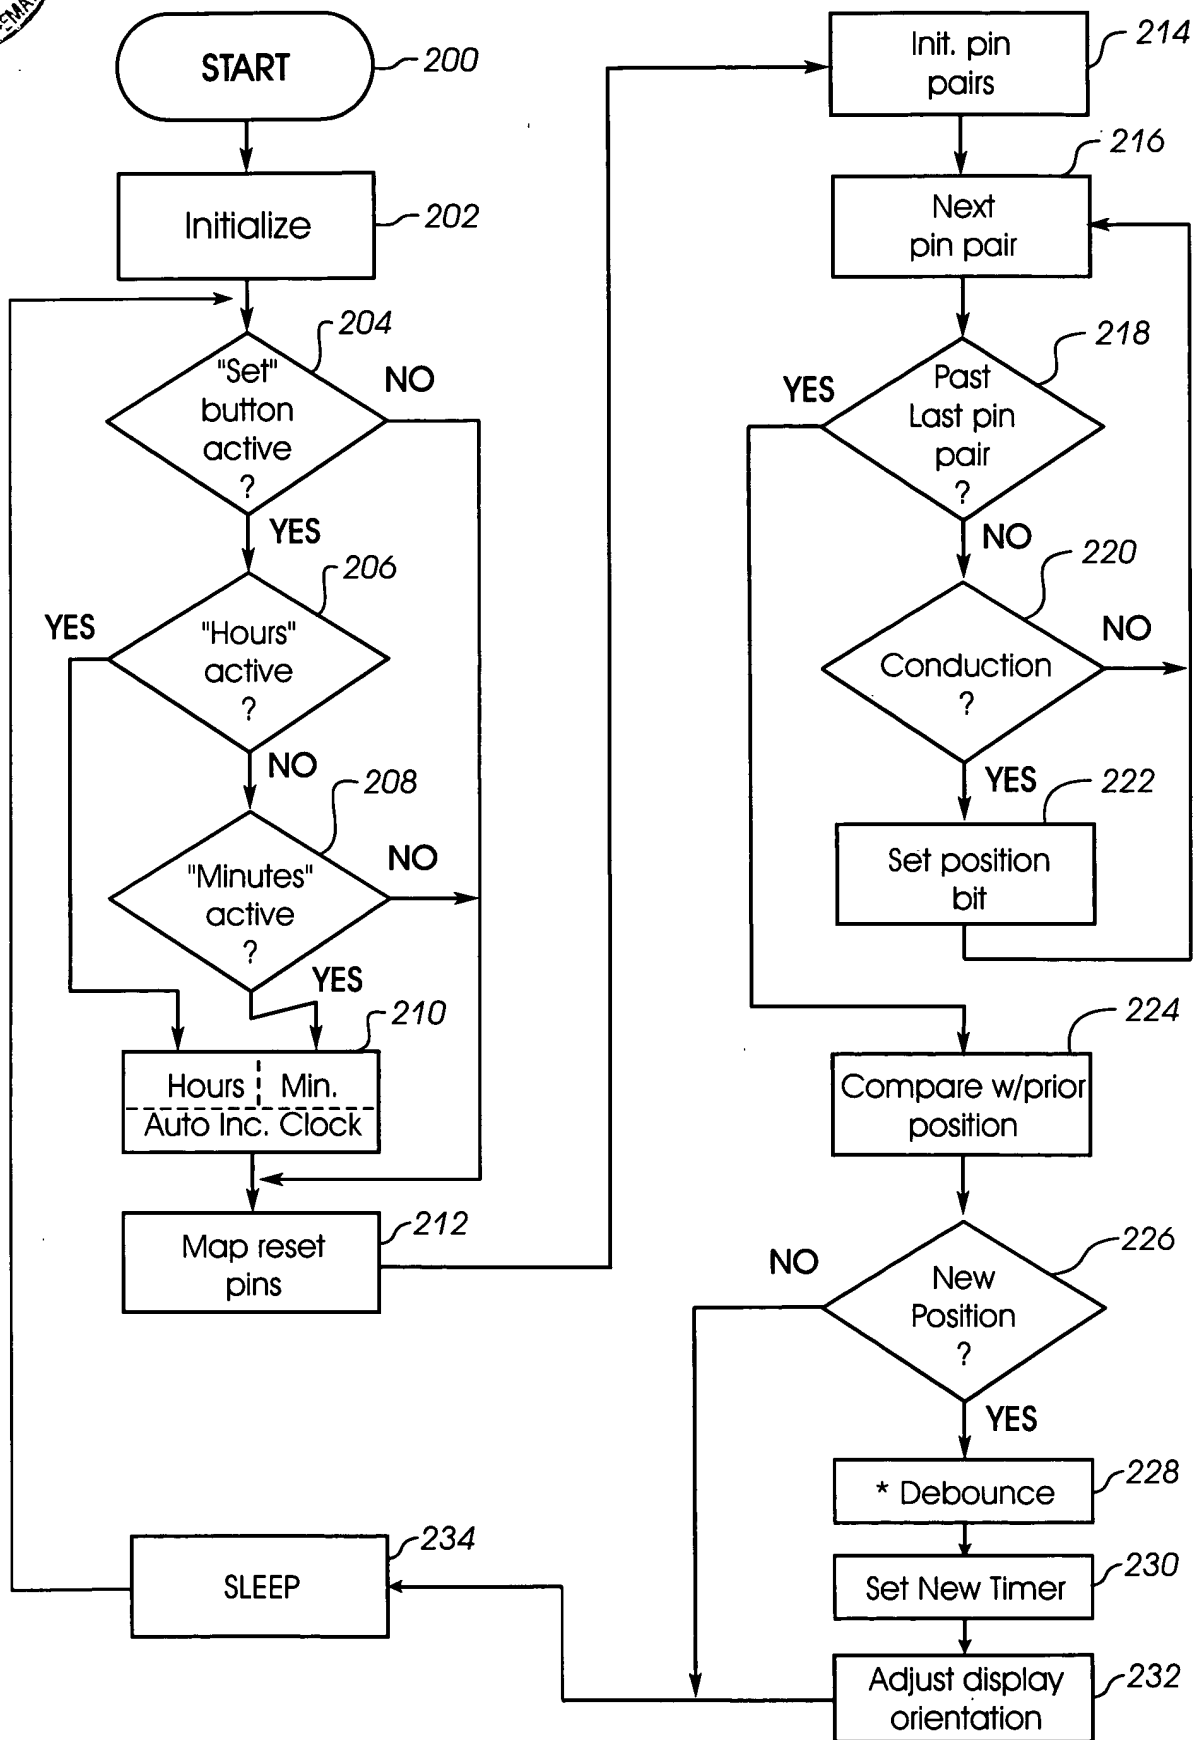 START
200
Initialize
202
"Set"
button
active
?
204
NO
YES
"Hours"
active
?
206
YES
NO
"Minutes"
active
?
208
NO
YES
210
Hours Min.
Auto Inc. Clock
Map reset
pins
212
Init. pin
pairs
214
Next
pin pair
216
Past
Last pin
pair
?
218
YES
NO
Conduction
?
220
NO
YES
Set position
bit
222
Compare w/prior
position
224
New
Position
?
226
NO
YES
* Debounce
228
Set New Timer
230
Adjust display
orientation
232
SLEEP
234